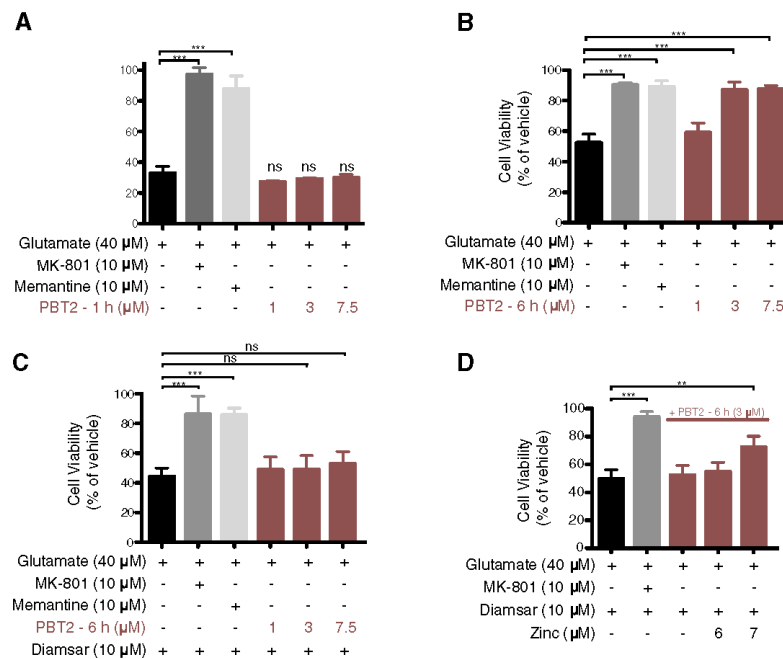 A
***
***
100
80
60
40
20
0
ns ns ns
Glutamate (40 µM) + + + + + +
MK-801 (10 µM) - + - - - -
Memantine (10 µM) - - + - - -
PBT2 - 1 h (µM) - - - 1 3 7.5
B
***
***
***
***
Cell Viability
(% of vehicle)
100
80
60
40
20
0
Glutamate (40 µM) + + + + + +
MK-801 (10 µM) - + - - - -
Memantine (10 µM) - - + - - -
PBT2 - 6 h (µM) - - - 1 3 7.5
C
ns
ns
***
***
Cell Viability
(% of vehicle)
100
80
60
40
20
0
Glutamate (40 µM) + + + + + +
MK-801 (10 µM) - + - - - -
Memantine (10 µM) - - + - - -
PBT2 - 6 h (µM) - - - 1 3 7.5
Diamsar (10 µM) + + + + + +
D
**
***
+ PBT2 - 6 h (3 µM)
Cell Viability
(% of vehicle)
100
80
60
40
20
0
Glutamate (40 µM) + + + + +
MK-801 (10 µM) - + - - -
Diamsar (10 µM) + + + + +
Zinc (µM) - - - 6 7